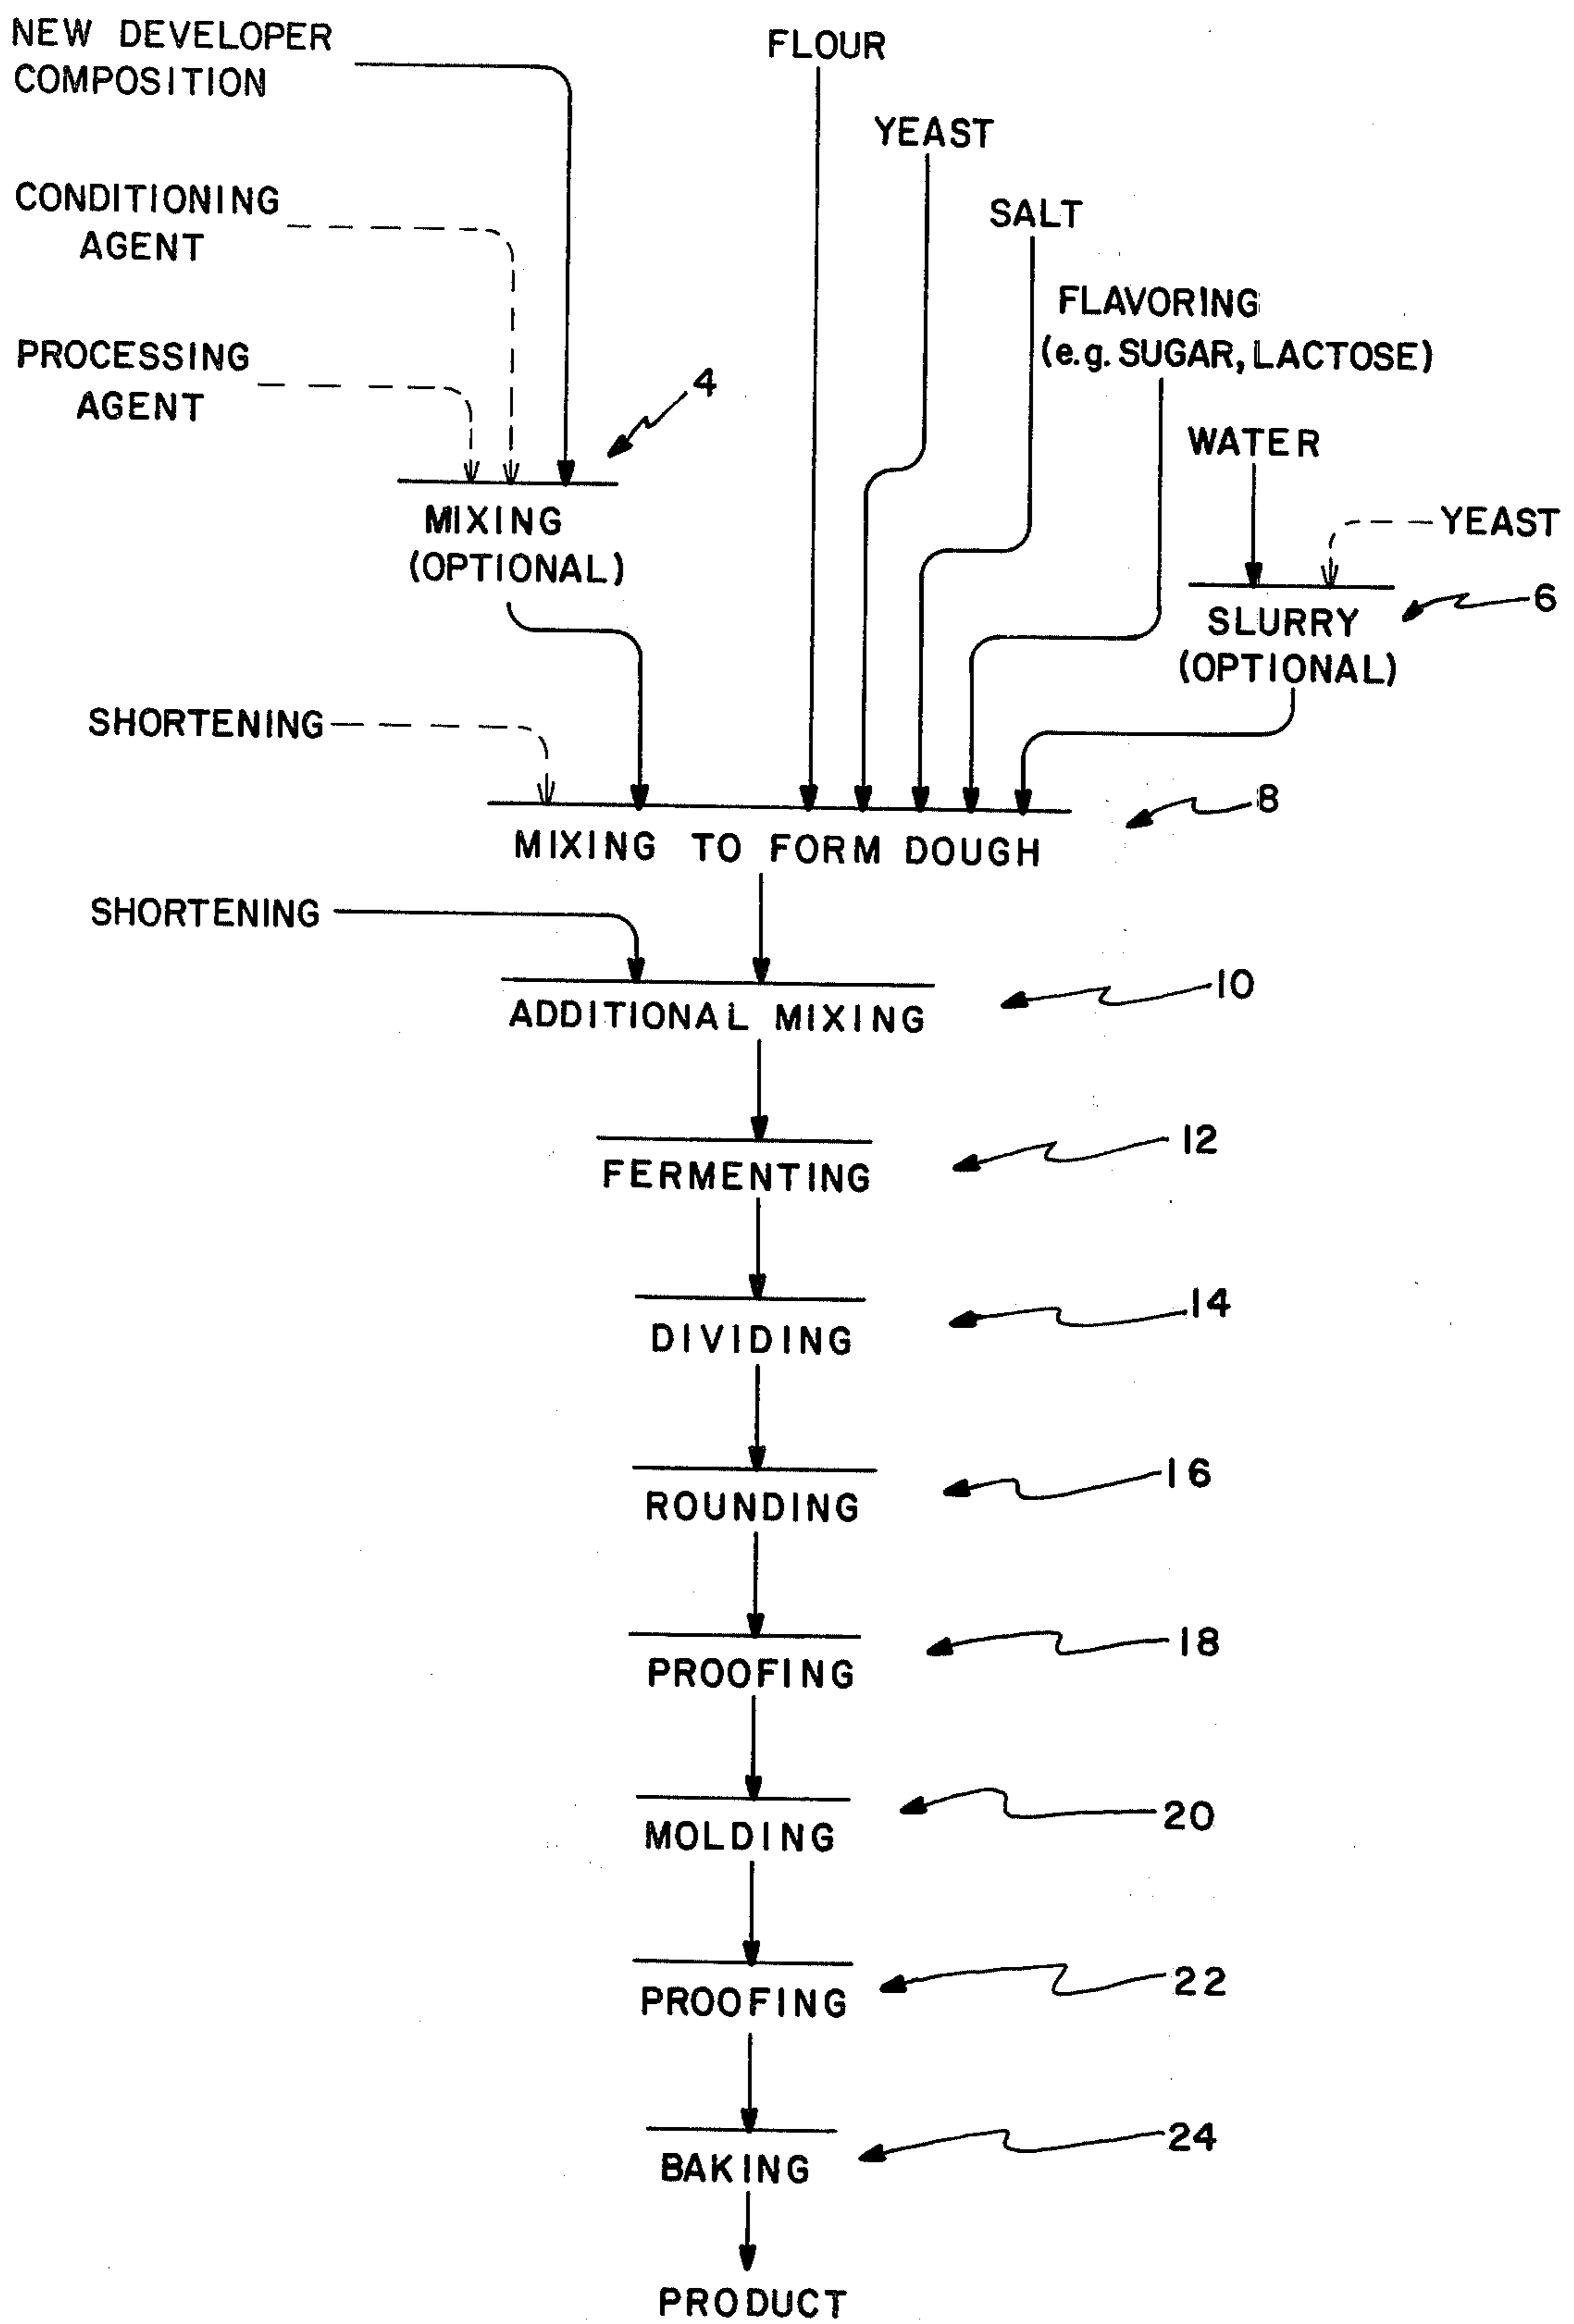 NEW DEVELOPER
COMPOSITION
FLOUR
YEAST
CONDITIONING
AGENT
SALT
FLAVORING
(e.g. SUGAR, LACTOSE)
PROCESSING
AGENT
4
WATER
MIXING
(OPTIONAL)
YEAST
6
SLURRY
(OPTIONAL)
SHORTENING
8
MIXING TO FORM DOUGH
SHORTENING
10
ADDITIONAL MIXING
12
FERMENTING
14
DIVIDING
16
ROUNDING
18
PROOFING
20
MOLDING
22
PROOFING
24
BAKING
PRODUCT